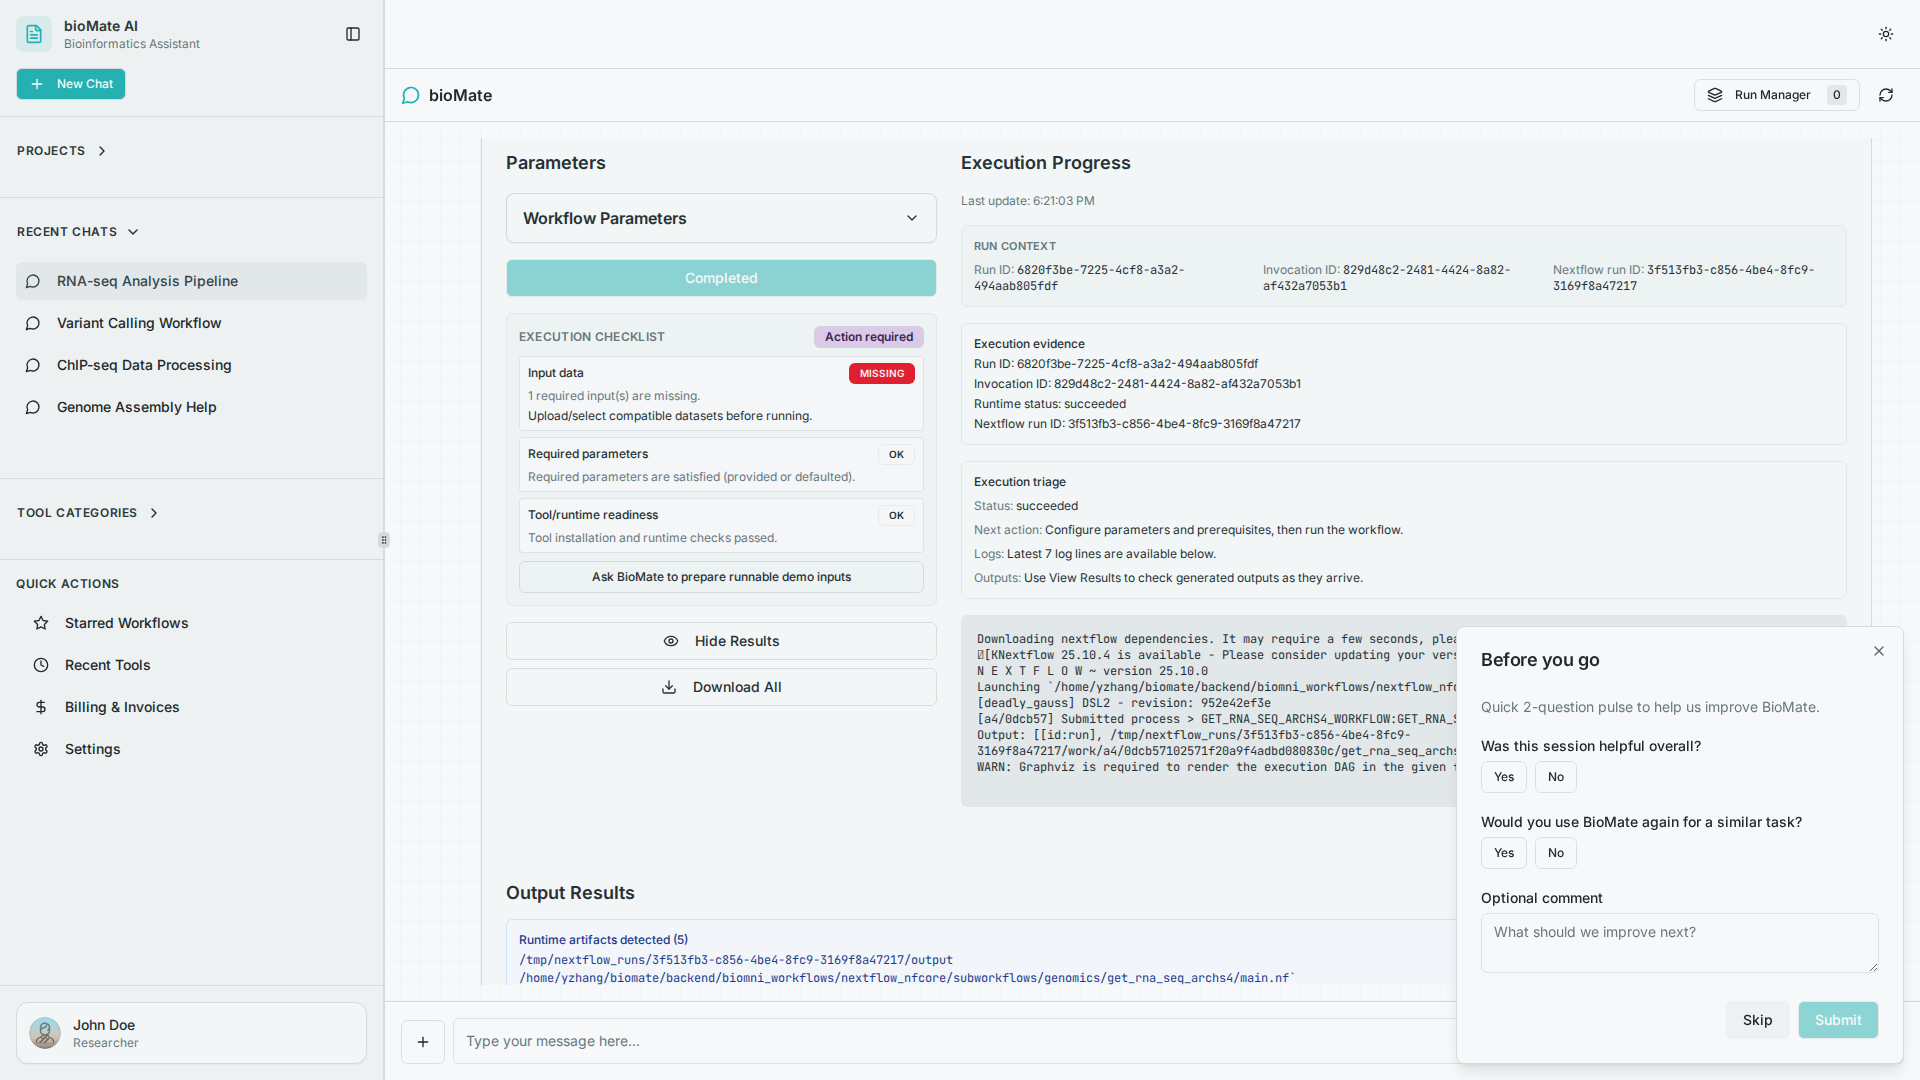 bioMate AI
Bioinformatics Assistant
New Chat
PROJECTS
RECENT CHATS
RNA-seq Analysis Pipeline
Variant Calling Workflow
ChIP-seq Data Processing
Genome Assembly Help
TOOL CATEGORIES
QUICK ACTIONS
Starred Workflows
Recent Tools
Billing & Invoices
Settings
John Doe
Researcher
bioMate
Run Manager 0
Parameters
Workflow Parameters
Completed
EXECUTION CHECKLIST Action required
Input data MISSING
1 required input(s) are missing.
Upload/select compatible datasets before running.
Required parameters OK
Required parameters are satisfied (provided or defaulted).
Tool/runtime readiness OK
Tool installation and runtime checks passed.
Ask BioMate to prepare runnable demo inputs
Hide Results
Download All
Execution Progress
Last update: 6:21:03 PM
RUN CONTEXT
Run ID: 6820f3be-7225-4cf8-a3a2-
494aab805fdf
Invocation ID: 829d48c2-2481-4424-8a82-
af432a7053b1
Nextflow run ID: 3f513fb3-c856-4be4-8fc9-
3169f8a47217
Execution evidence
Run ID: 6820f3be-7225-4cf8-a3a2-494aab805fdf
Invocation ID: 829d48c2-2481-4424-8a82-af432a7053b1
Runtime status: succeeded
Nextflow run ID: 3f513fb3-c856-4be4-8fc9-3169f8a47217
Execution triage
Status: succeeded
Next action: Configure parameters and prerequisites, then run the workflow.
Logs: Latest 7 log lines are available below.
Outputs: Use View Results to check generated outputs as they arrive.
Downloading nextflow dependencies. It may require a few seconds, plea
[KNextflow 25.10.4 is available - Please consider updating your vers
N E X T F L O W ~ version 25.10.0
Launching `/home/yzhang/biomate/backend/biomni_workflows/nextflow_nfc
[deadly_gauss] DSL2 - revision: 952e42ef3e
[a4/0dcb57] Submitted process > GET_RNA_SEQ_ARCHS4_WORKFLOW:GET_RNA_S
Output: [[id:run], /tmp/nextflow_runs/3f513fb3-c856-4be4-8fc9-
3169f8a47217/work/a4/0dcb57102571f20a9f4adbd080830c/get_rna_seq_archs
WARN: Graphviz is required to render the execution DAG in the given
Output Results
Runtime artifacts detected (5)
/tmp/nextflow_runs/3f513fb3-c856-4be4-8fc9-3169f8a47217/output
/home/yzhang/biomate/backend/biomni_workflows/nextflow_nfcore/subworkflows/genomics/get_rna_seq_archs4/main.nf`
Type your message here...
Before you go
Quick 2-question pulse to help us improve BioMate.
Was this session helpful overall?
Yes No
Would you use BioMate again for a similar task?
Yes No
Optional comment
What should we improve next?
Skip Submit